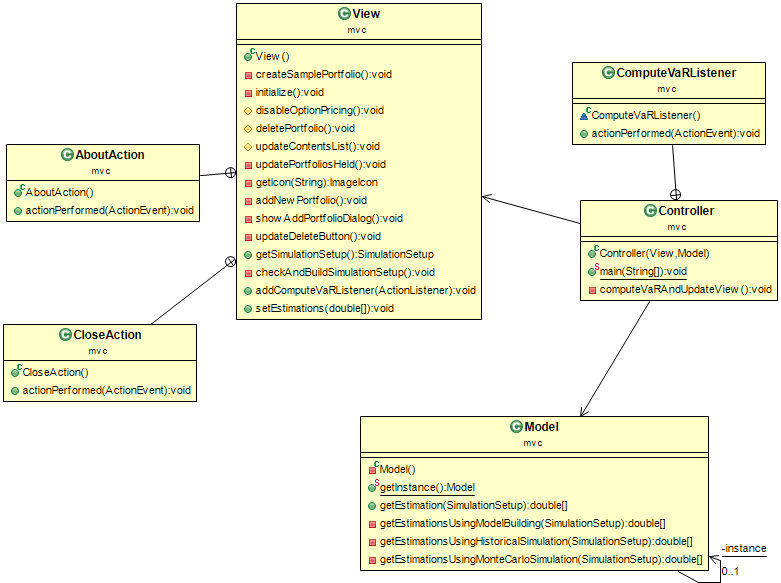 View
mvc
View()
createSamplePortfolio():void
initialize():void
disableOptionPricing():void
deletePortfolio():void
updateContentsList():void
updatePortfoliosHeld():void
getIcon(String):ImageIcon
addNewPortfolio():void
showAddPortfolioDialog():void
updateDeleteButton():void
getSimulationSetup():SimulationSetup
checkAndBuildSimulationSetup():void
addComputeVaRListener(ActionListener):void
setEstimations(double[]):void
ComputeVaRListener
mvc
ComputeVaRListener()
actionPerformed(ActionEvent):void
AboutAction
mvc
AboutAction()
actionPerformed(ActionEvent):void
Controller
mvc
Controller(View,Model)
main(String[]):void
computeVaRAndUpdateView():void
CloseAction
mvc
CloseAction()
actionPerformed(ActionEvent):void
Model
mvc
Model()
getInstance():Model
getEstimation(SimulationSetup):double[]
getEstimationsUsingModelBuilding(SimulationSetup):double[]
getEstimationsUsingHistoricalSimulation(SimulationSetup):double[]
getEstimationsUsingMonteCarloSimulation(SimulationSetup):double[]
-instance
0..1